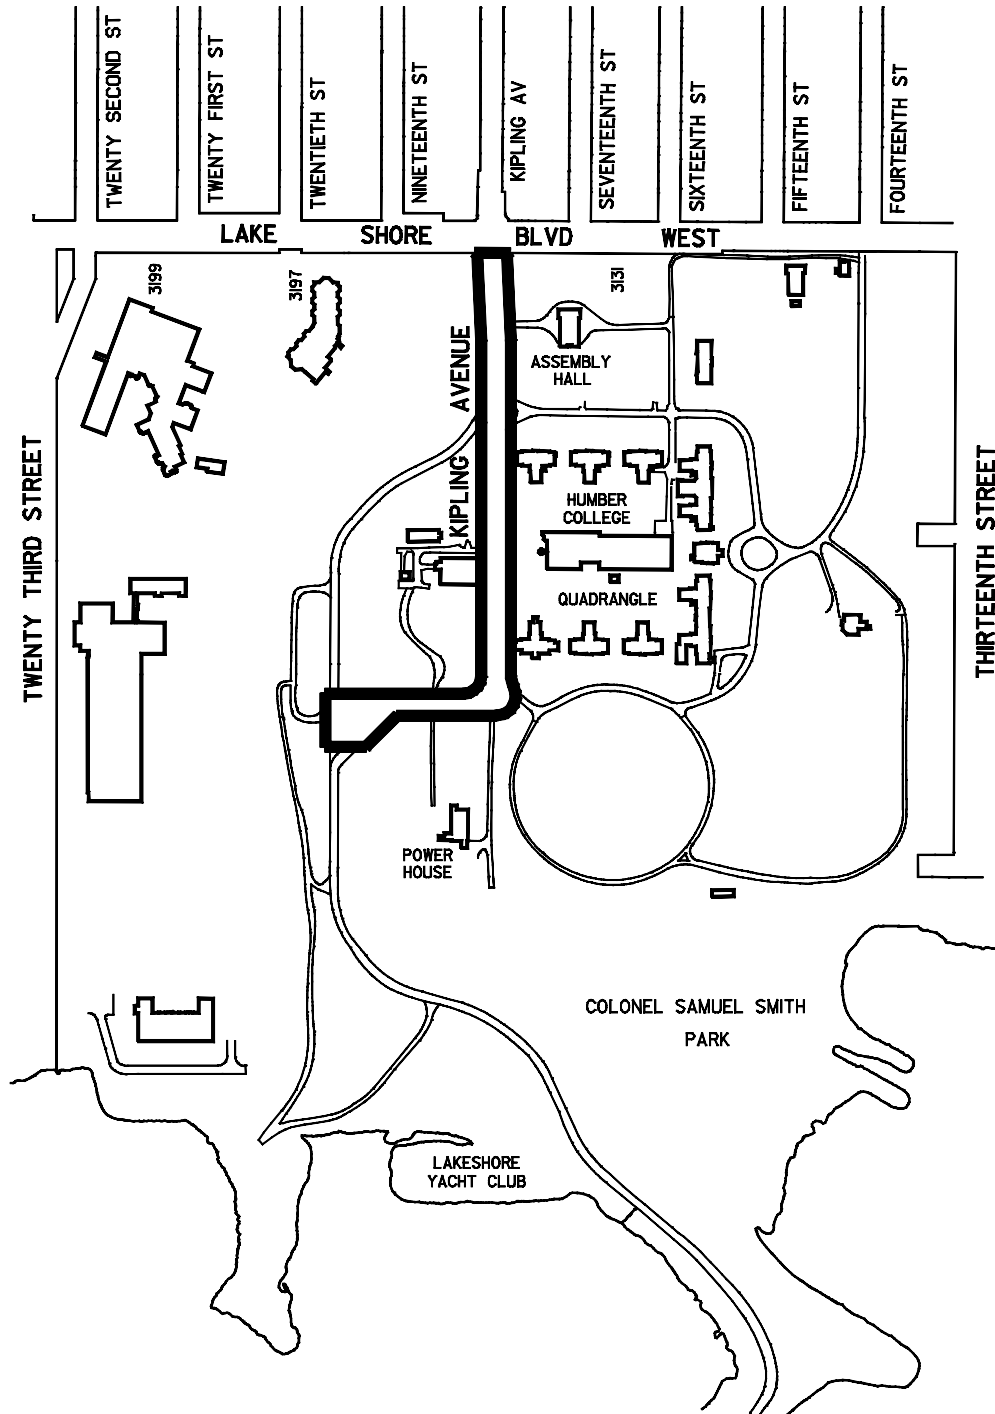 TWENTY SECOND ST
TWENTY FIRST ST
TWENTIETH ST
NINETEENTH ST
KIPLING AV
SEVENTEENTH ST
SIXTEENTH ST
FIFTEENTH ST
FOURTEENTH ST
LAKE SHORE BLVD WEST
3199
3197
3131
KIPLING AVENUE
ASSEMBLY
HALL
TWENTY THIRD STREET
THIRTEENTH STREET
HUMBER
COLLEGE
QUADRANGLE
POWER
HOUSE
COLONEL SAMUEL SMITH
PARK
LAKESHORE
YACHT CLUB